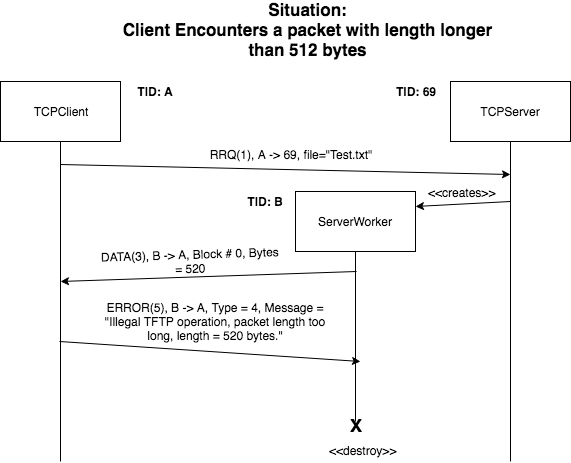 Situation:
Client Encounters a packet with length longer
than 512 bytes
TCPClient
TID: A
TID: 69
TCPServer
RRQ(1), A -> 69, file="Test.txt"
<<creates>>
TID: B
ServerWorker
DATA(3), B -> A, Block # 0, Bytes
= 520
ERROR(5), B -> A, Type = 4, Message =
"Illegal TFTP operation, packet length too
long, length = 520 bytes."
X
<<destroy>>